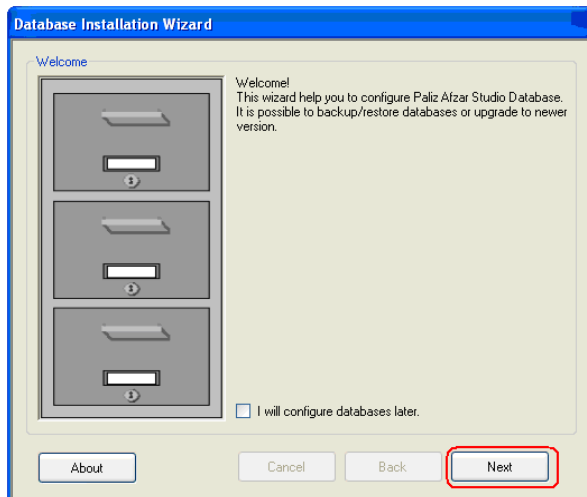 Database Installation Wizard
Welcome
Welcome!
This wizard help you to configure Paliz Afzar Studio Database.
It is possible to backup/restore databases or upgrade to newer
version.
I will configure databases later.
About
Cancel
Back
Next